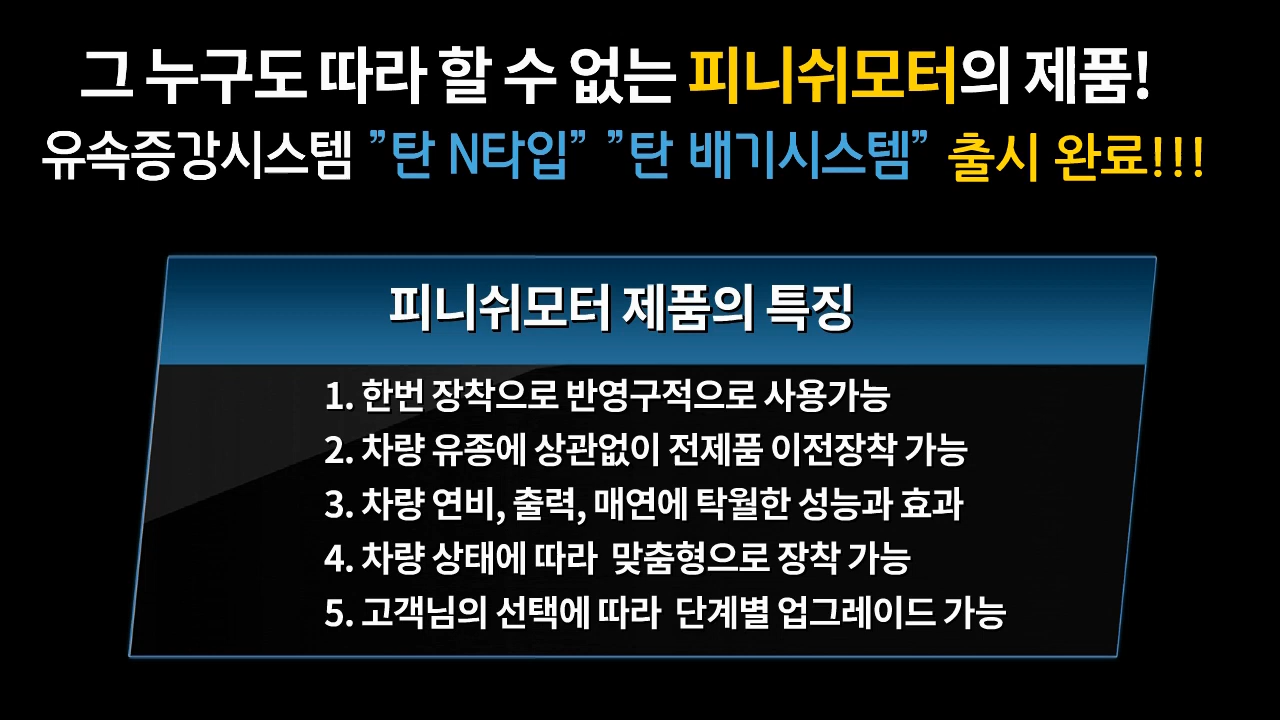 그 누구도 따라 할 수 없는 피니쉬모터의 제품!
유속증강시스템 ”탄 N타입” ”탄 배기시스템” 출시 완료!!!
피니쉬모터 제품의 특징
1. 한번 장착으로 반영구적으로 사용가능
2. 차량 유종에 상관없이 전제품 이전장착 가능
3. 차량 연비, 출력, 매연에 탁월한 성능과 효과
4. 차량 상태에 따라 맞춤형으로 장착 가능
5. 고객님의 선택에 따라 단계별 업그레이드 가능